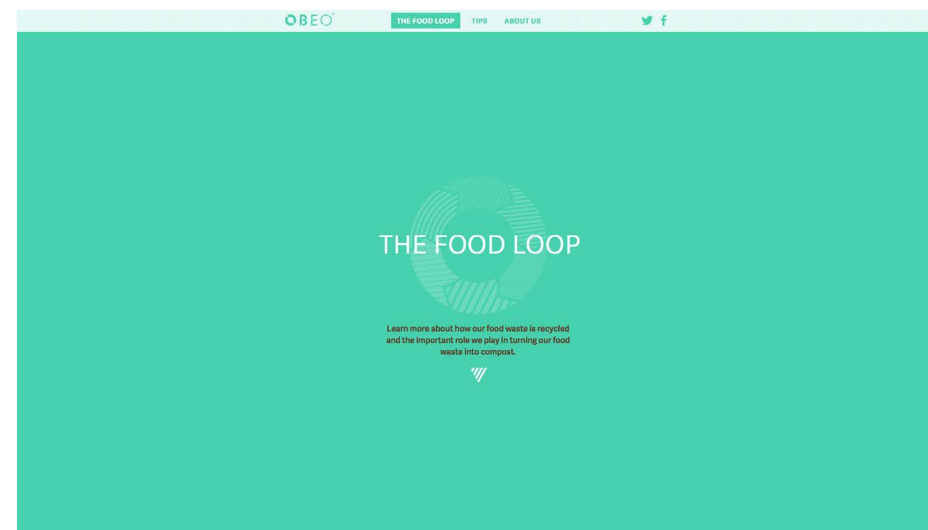 OBEO
THE FOOD LOOP TIPS ABOUT US
THE FOOD LOOP
Learn more about how our food waste is recycled
and the important role we play in turning our food
waste into compost.